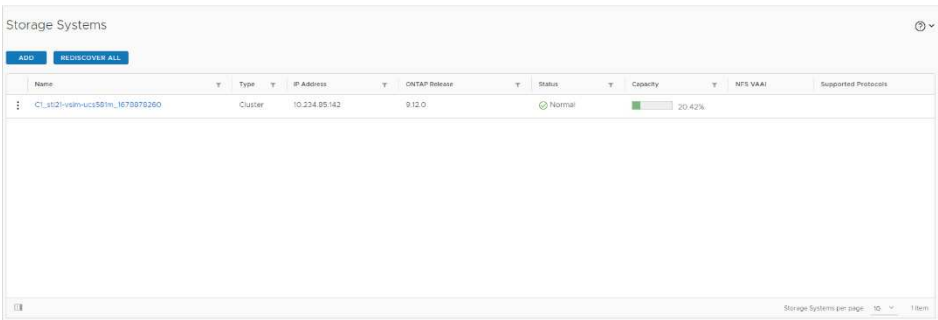 Storage Systems
ADD REDISCOVER ALL
Name Type IP Address ONTAP Release Status Capacity NFS VAAI Supported Protocols
C1_sti21-vsim-ucs581m_1679878260 Cluster 10.234.85.142 9.12.0 Normal 20.42%
Storage Systems per page 10 1 item